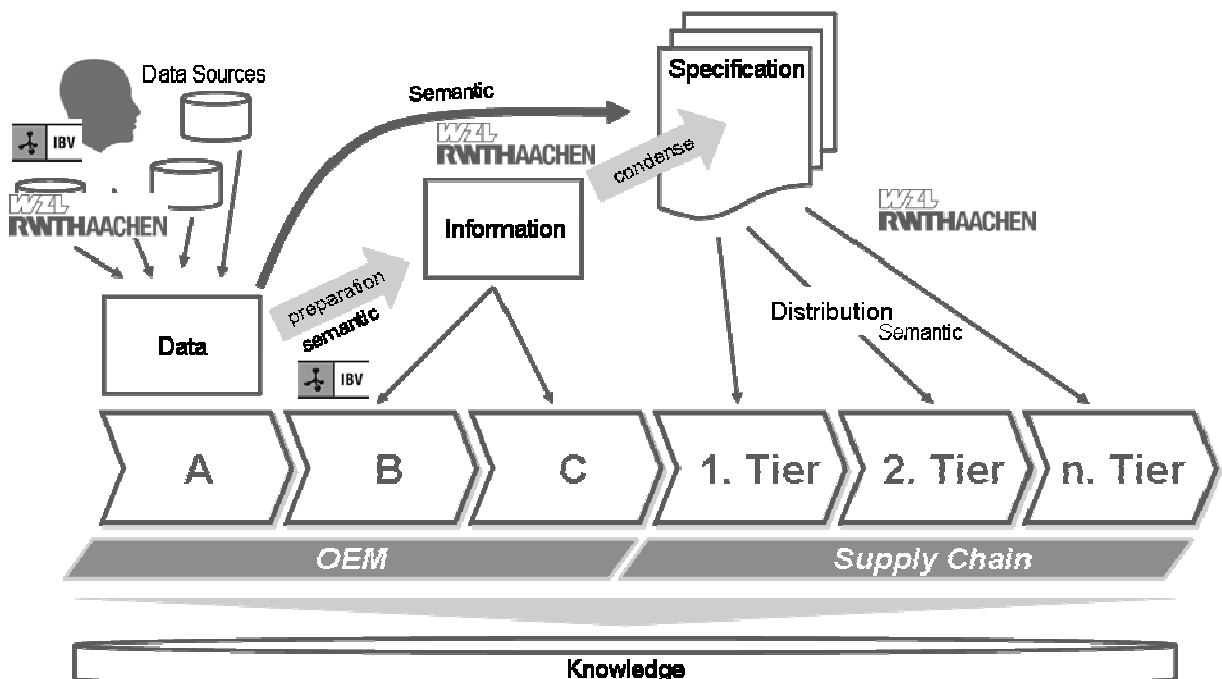 Data Sources
Specification
Semantic
IBV
WZL
RWTHAACHEN
condense
WZL
RWTHAACHEN
WZL
RWTHAACHEN
Information
preparation
semantic
Data
Distribution
Semantic
IBV
A
B
C
1. Tier
2. Tier
n. Tier
OEM
Supply Chain
Knowledge